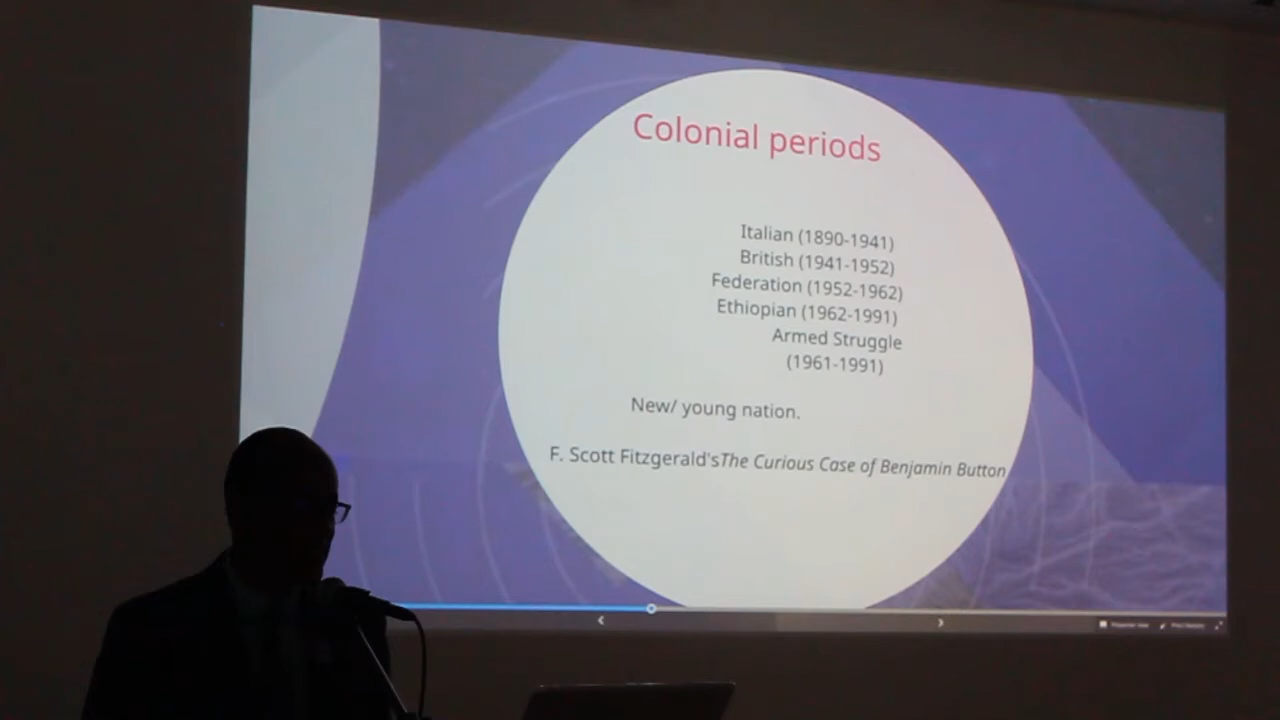 Colonial periods
Italian (1890-1941)
British (1941-1952)
Federation (1952-1962)
Ethiopian (1962-1991)
Armed Struggle
(1961-1991)
New/ young nation.
F. Scott Fitzgerald'sThe Curious Case of Benjamin Button